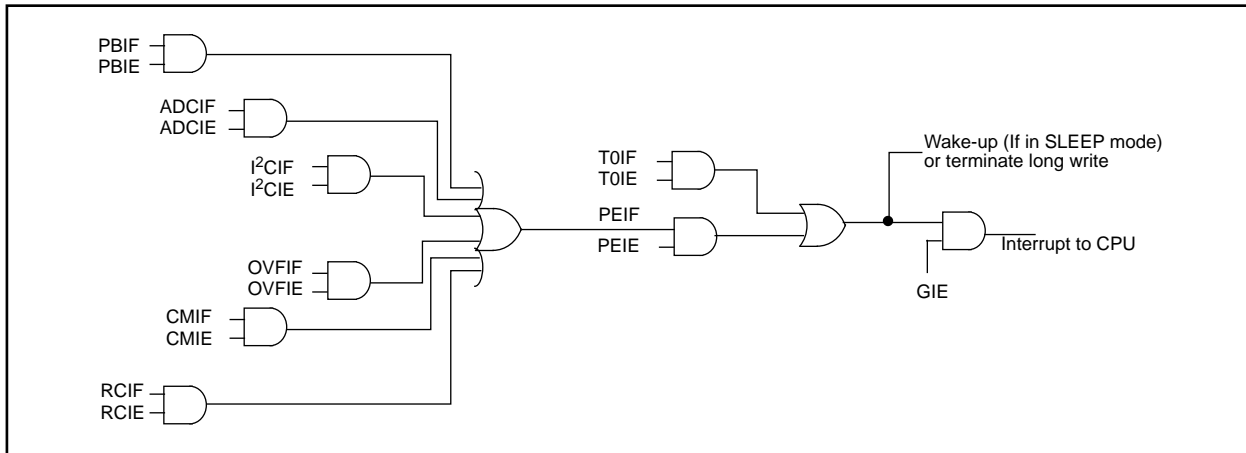 PBIF
PBIE
ADCIF
ADCIE
I²CIF
I²CIE
OVFIF
OVFIE
CMIF
CMIE
RCIF
RCIE
T0IF
T0IE
PEIF
PEIE
Wake-up (If in SLEEP mode)
or terminate long write
Interrupt to CPU
GIE